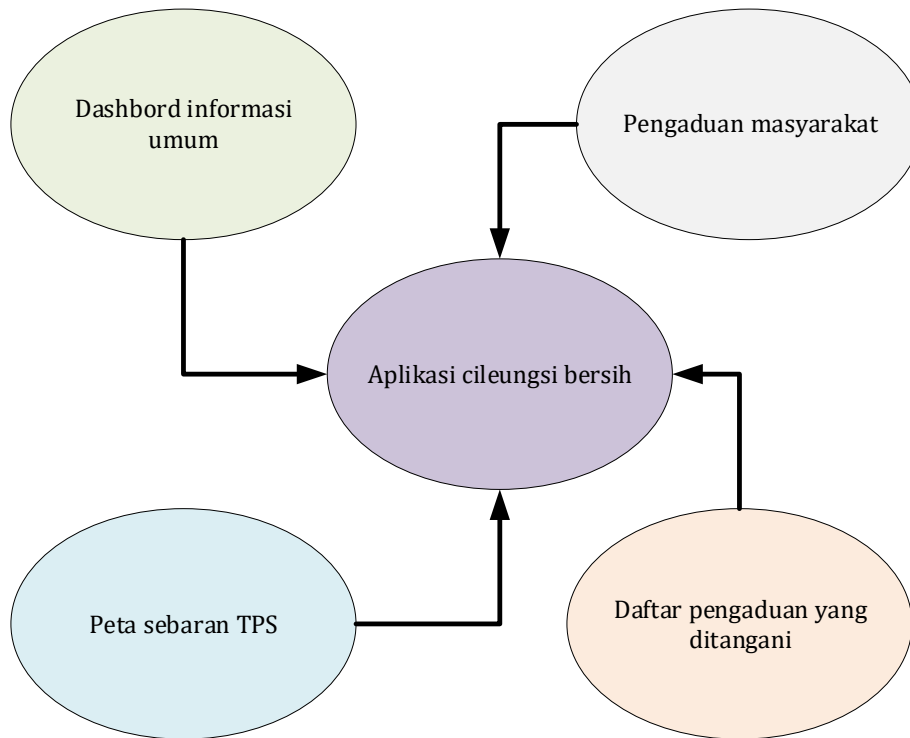 Dashbord informasi
umum
Pengaduan masyarakat
Aplikasi cileungsi bersih
Peta sebaran TPS
Daftar pengaduan yang
ditangani